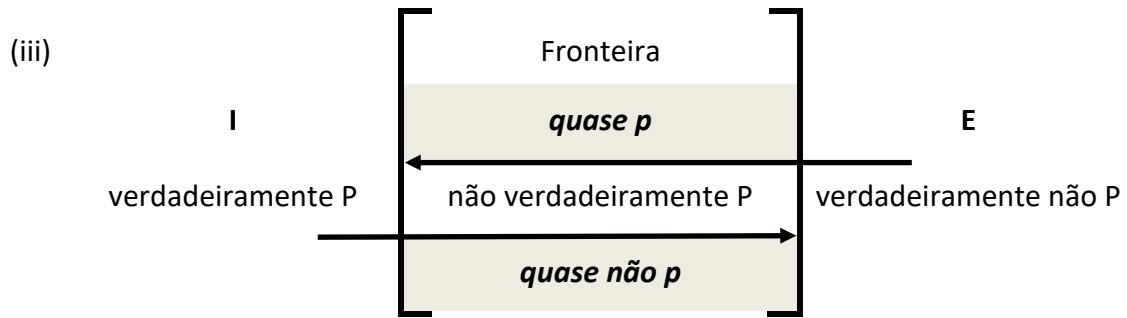 (iii)
Fronteira
I
quase p
E
verdadeiramente P
não verdadeiramente P
verdadeiramente não P
quase não p